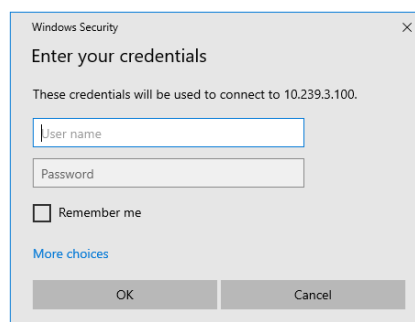 Windows Security
Enter your credentials
These credentials will be used to connect to 10.239.3.100.
User name
Password
Remember me
More choices
OK
Cancel